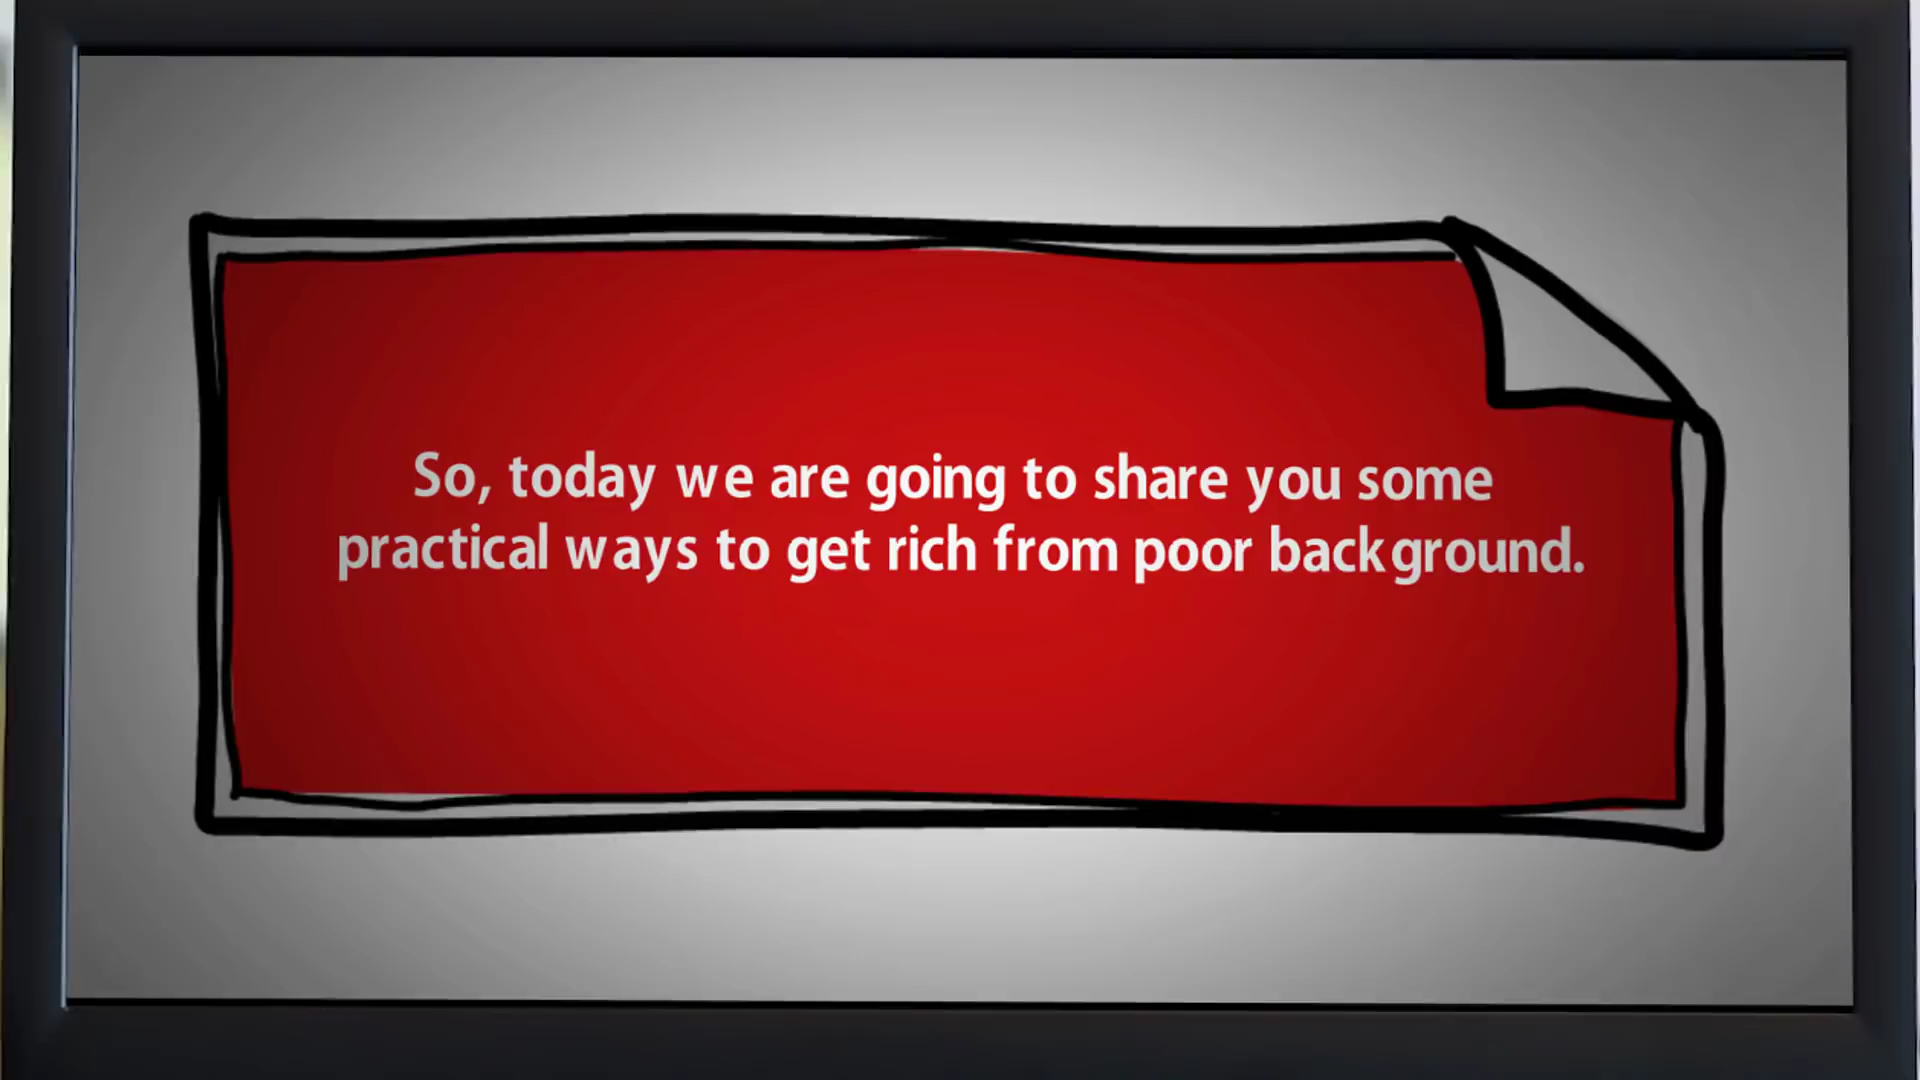 So, today we are going to share you some
practical ways to get rich from poor background.